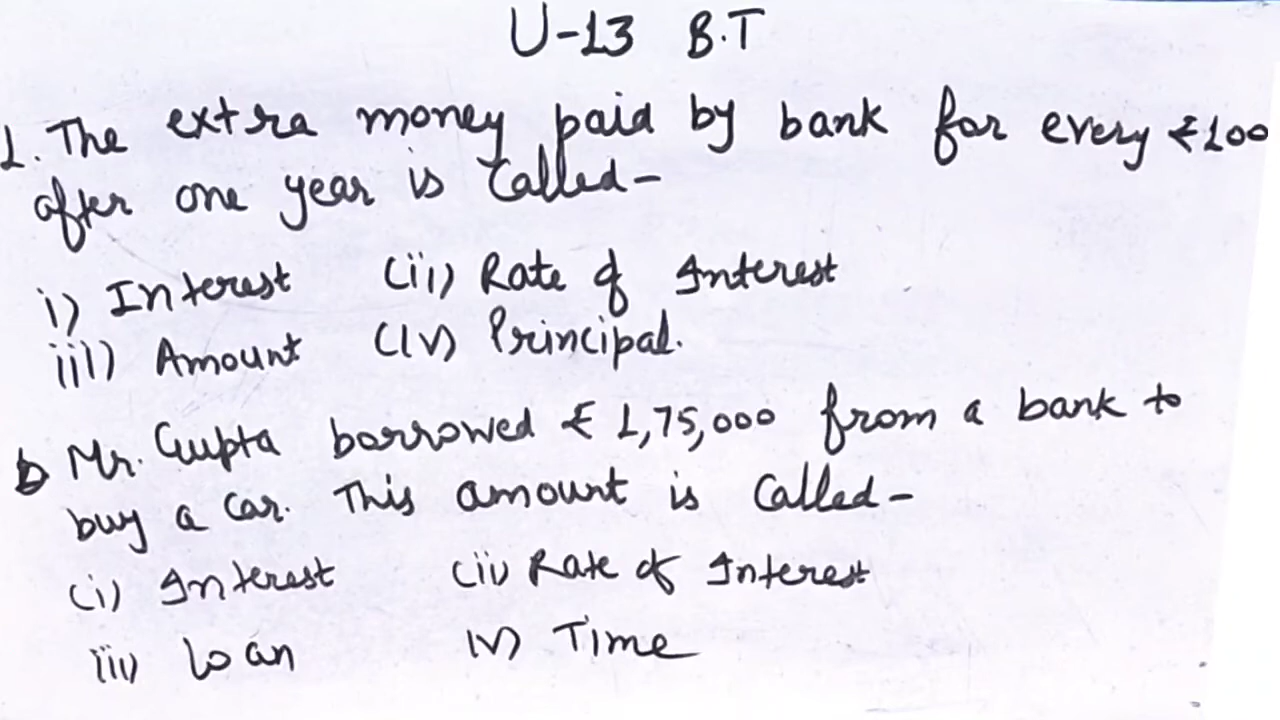 U-13 B.T
1. The extra money paid by bank for every ₹100
after one year is called-
i) Interest (ii) Rate of Interest
iii) Amount (iv) Principal.
b Mr. Gupta borrowed ₹ 1,75,000 from a bank to
buy a car. This amount is called-
(i) Interest (ii) Rate of Interest
iii) loan iv) Time